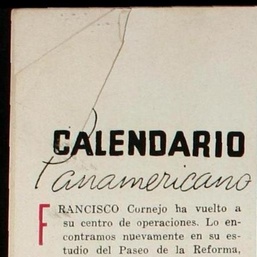 CALENDARIO
Panamericano
FRANCISCO Cornejo ha vuelto a
su centro de operaciones. Lo en-
contramos nuevamente en su es-
tudio del Paseo de la Reforma,